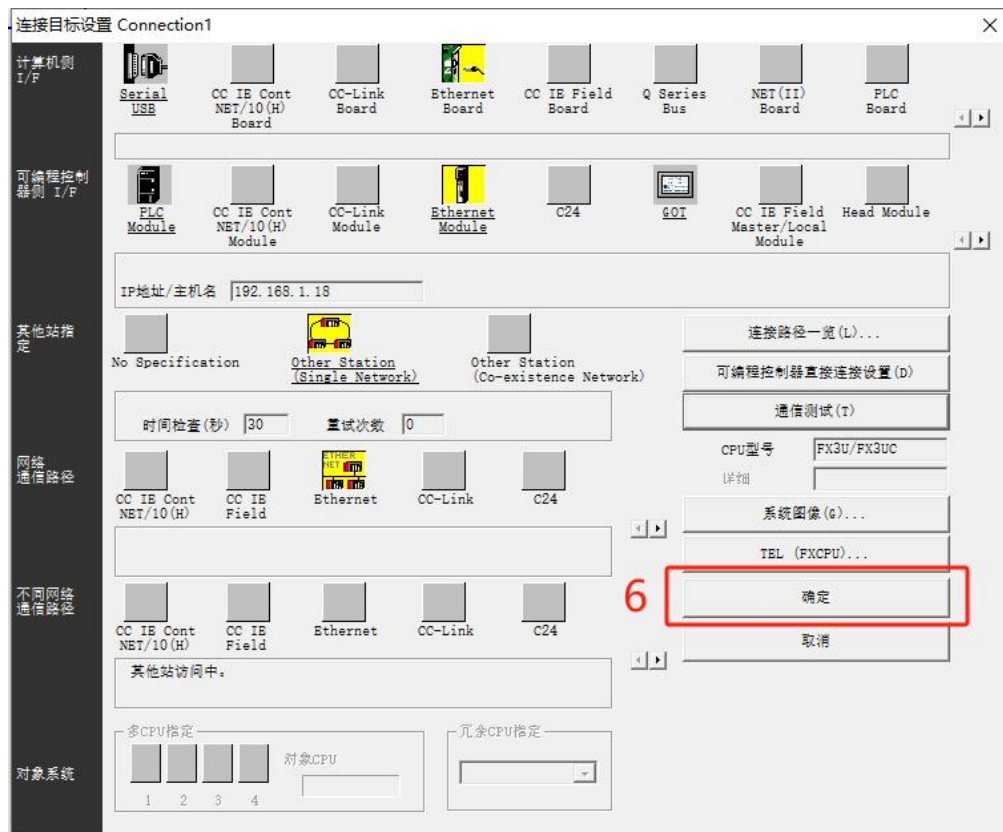 连接目标设置 Connection1
计算机侧
I/F
Serial
USB
CC IE Cont
NET/10(H)
Board
CC-Link
Board
Ethernet
Board
CC IE Field
Board
Q Series
Bus
NET(II)
Board
PLC
Board
可编程控制
器侧 I/F
PLC
Module
CC IE Cont
NET/10(H)
Module
CC-Link
Module
Ethernet
Module
C24
GOT
CC IE Field
Master/Local
Module
Head Module
IP地址/主机名 192.168.1.18
其他站指
定
No Specification
Other Station
(Single Network)
Other Station
(Co-existence Network)
时间检查(秒) 30 重试次数 0
连接路径一览(L)...
可编程控制器直接连接设置(D)
通信测试(T)
CPU型号 FX3U/FX3UC
详细
系统图像(G)...
TEL (FXCPU)...
6
确定
取消
网络
通信路径
CC IE Cont
NET/10(H)
CC IE
Field
ETHER
NET
Ethernet
CC-Link
C24
不同网络
通信路径
CC IE Cont
NET/10(H)
CC IE
Field
Ethernet
CC-Link
C24
其他站访问中。
对象系统
多CPU指定
1 2 3 4
对象CPU
冗余CPU指定